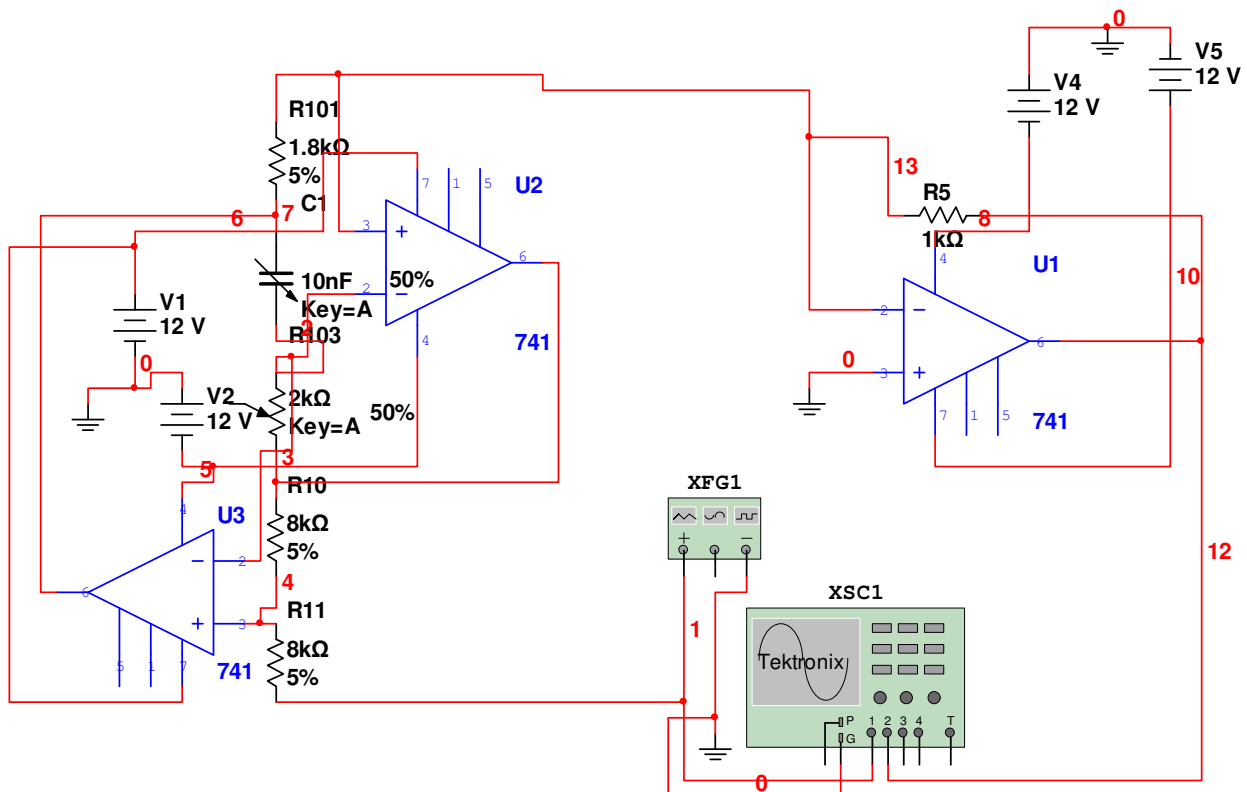 0
V5
12 V
V4
12 V
R101
1.8kΩ
5%
C1
7
1
5
U2
13
R5
8
1kΩ
6
7
3
+
6
4
U1
10
10nF
50%
Key=A
2
−
2
−
6
V1
12 V
2
R103
4
741
0
0
3
+
V2
12 V
2kΩ
Key=A
50%
7
1
5
741
5
3
R10
XFG1
4
U3
8kΩ
5%
−
2
+
−
12
6
4
XSC1
R11
+
3
1
8kΩ
5%
Tektronix
5
1
7
741
P
G
1
2
3
4
T
0